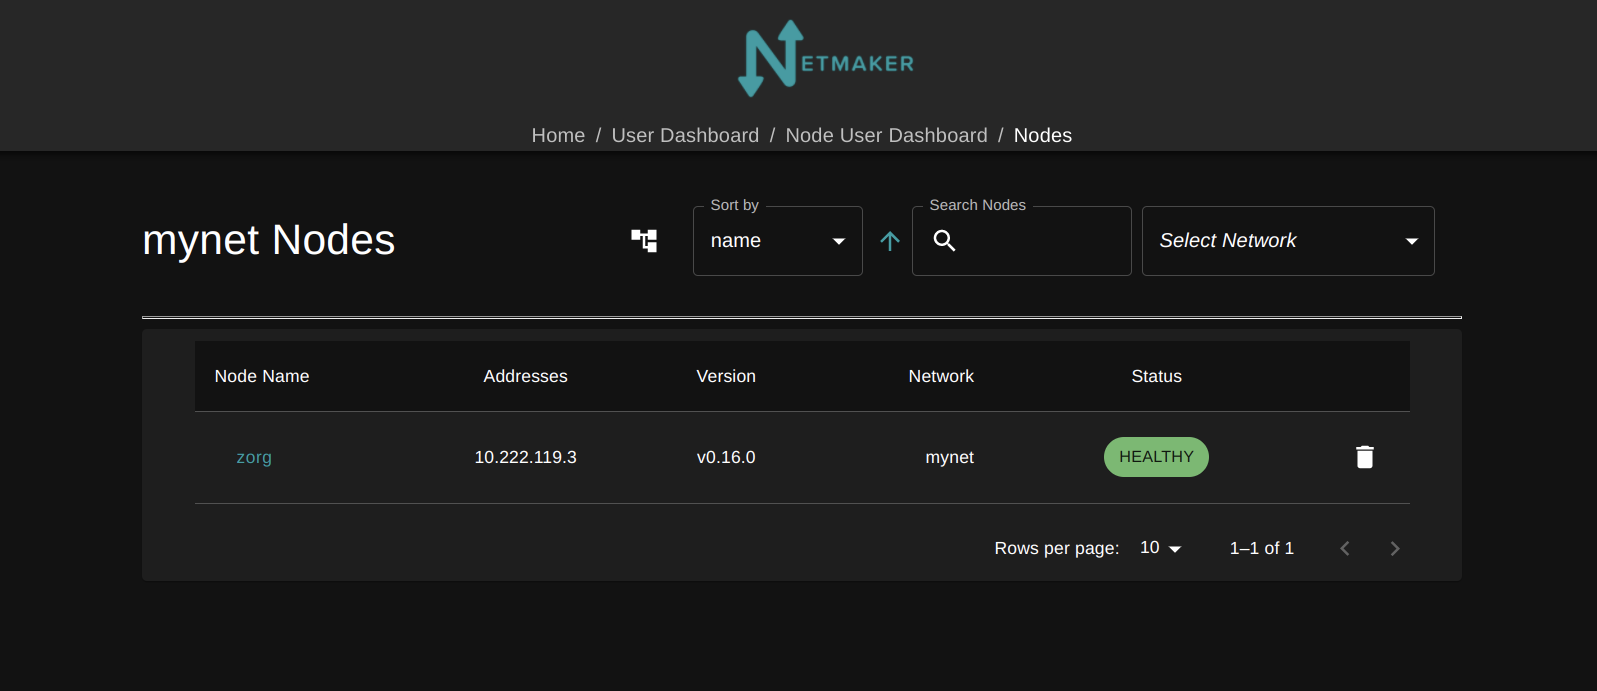 NETMAKER
Home / User Dashboard / Node User Dashboard / Nodes
mynet Nodes
Sort by
name
Search Nodes
Select Network
Node Name Addresses Version Network Status
zorg 10.222.119.3 v0.16.0 mynet HEALTHY
Rows per page: 10 1–1 of 1